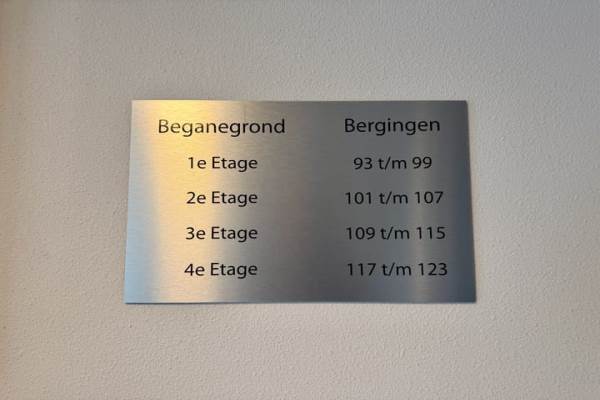 Beganegrond Bergingen
1e Etage 93 t/m 99
2e Etage 101 t/m 107
3e Etage 109 t/m 115
4e Etage 117 t/m 123